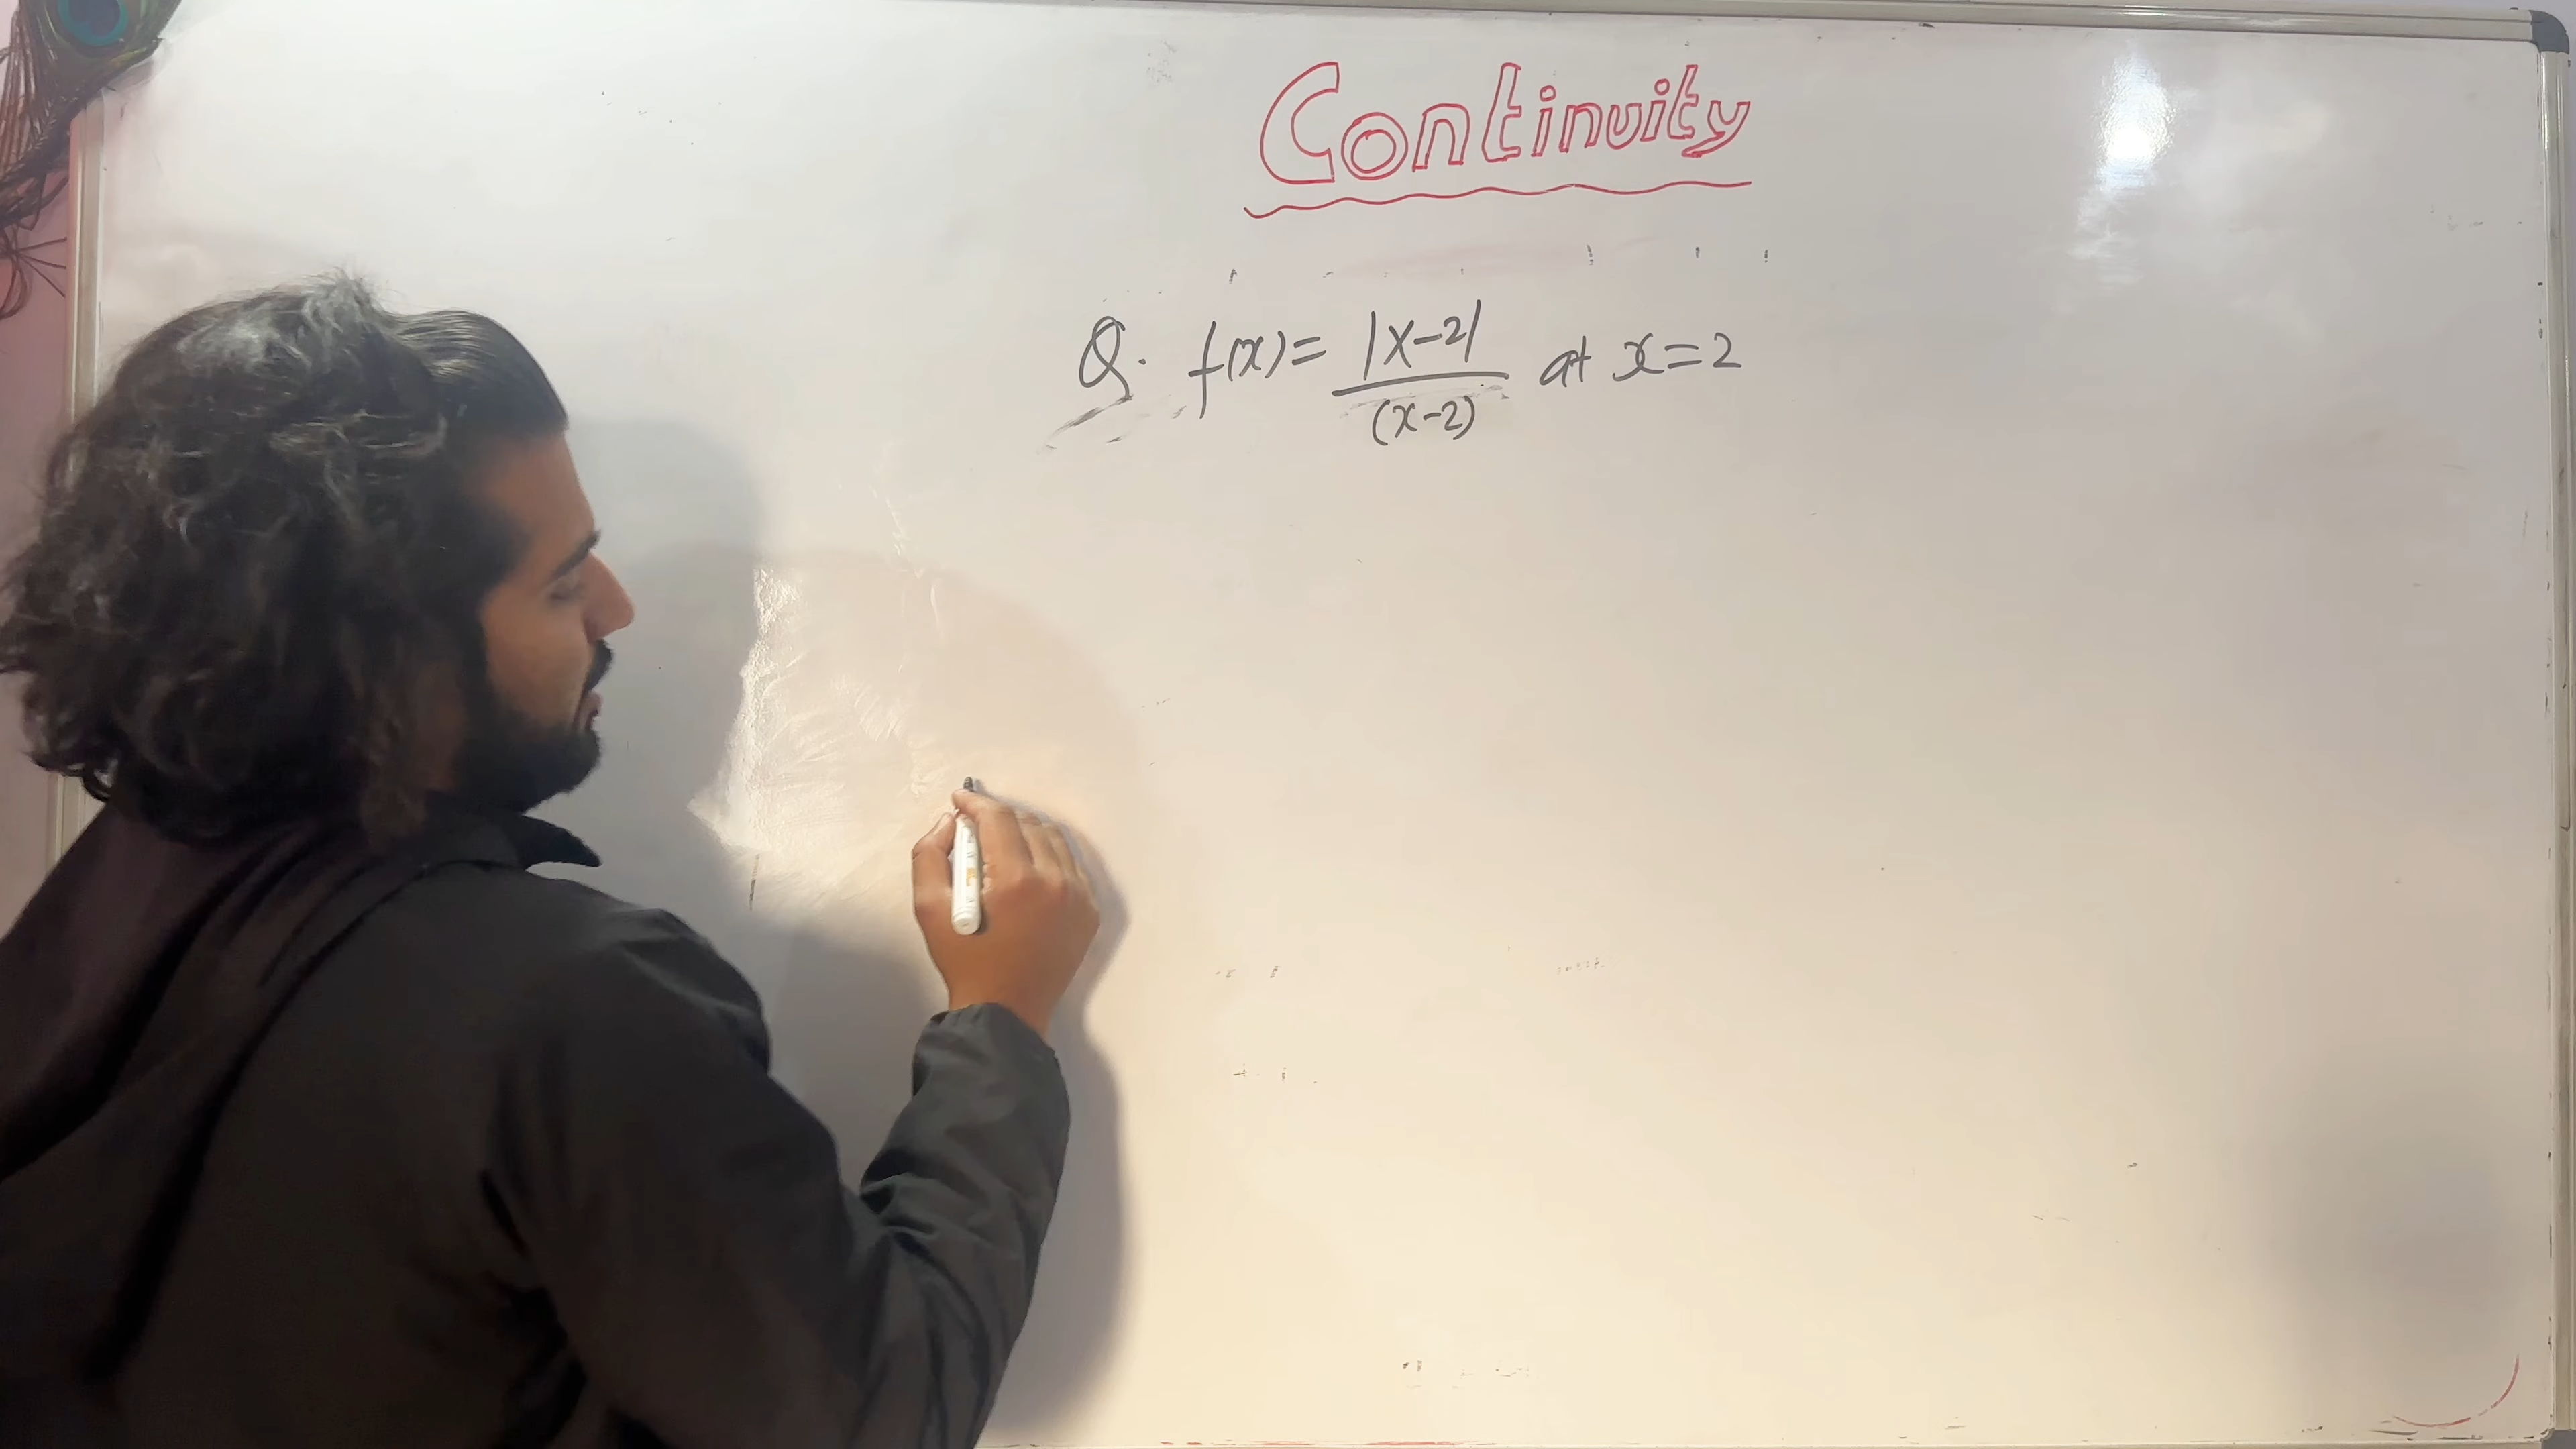 Continuity
Q. f(x) = |x-2| / (x-2) at x=2